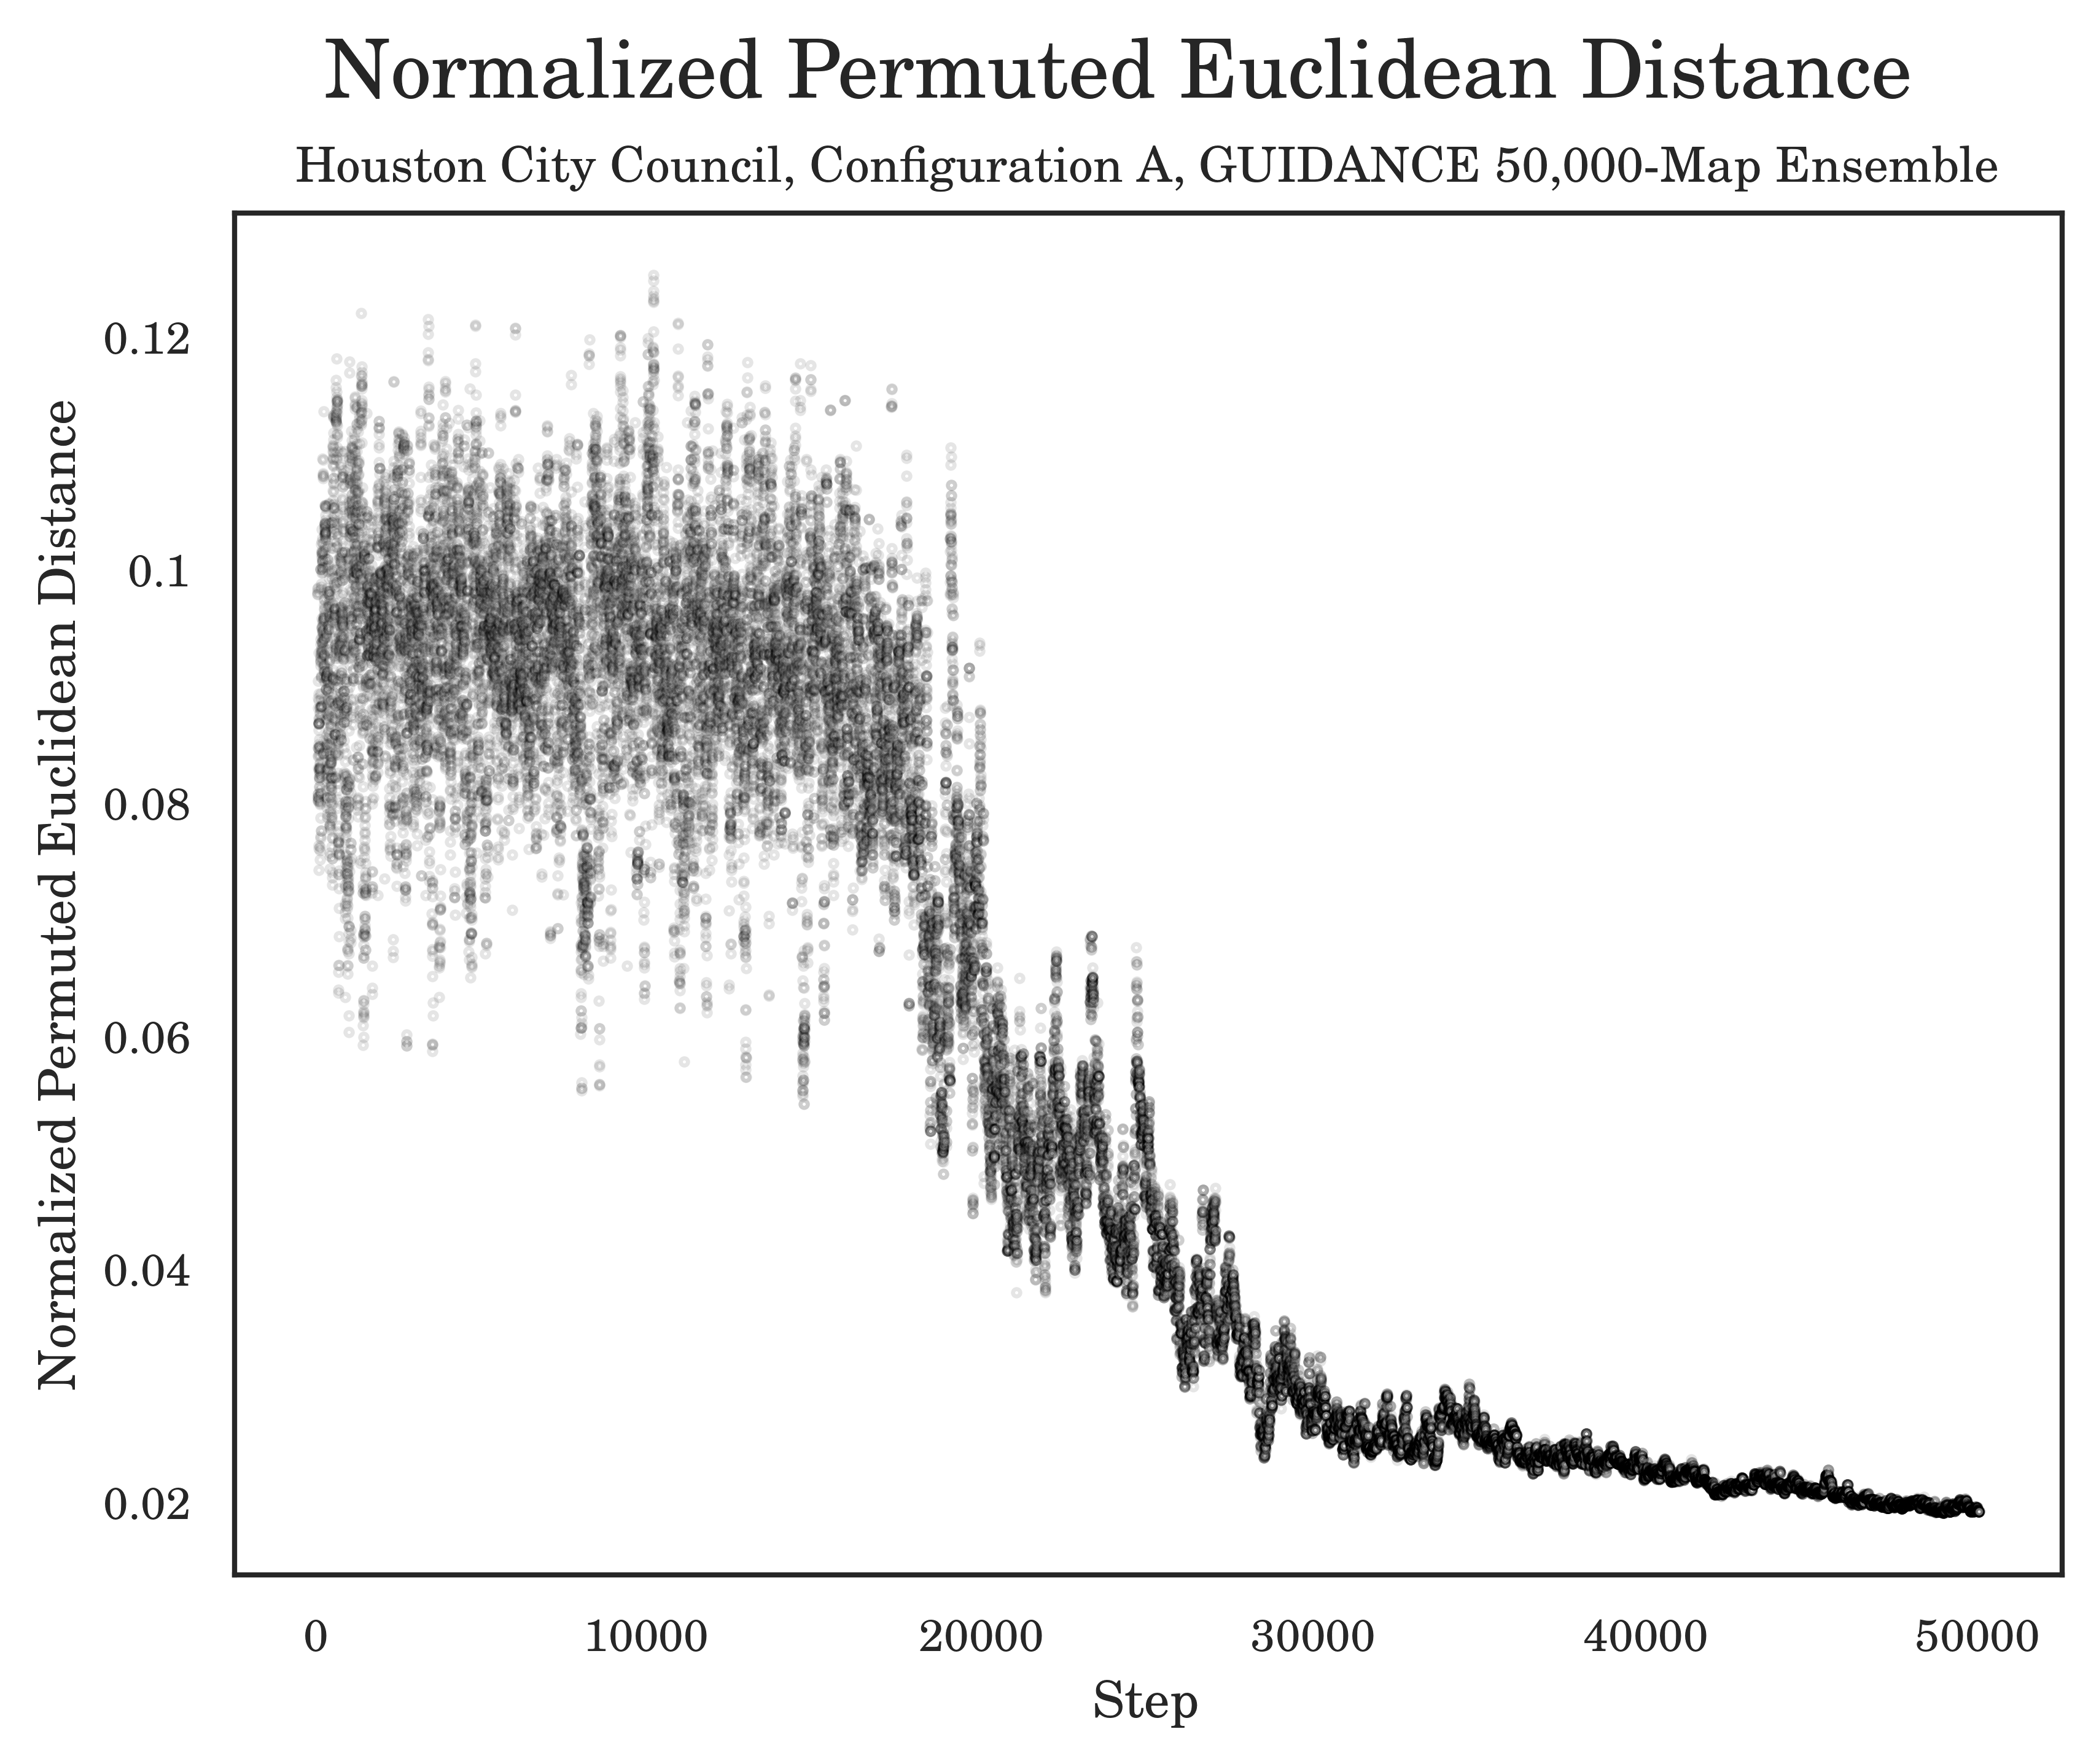 Normalized Permuted Euclidean Distance
Houston City Council, Configuration A, GUIDANCE 50,000-Map Ensemble
Normalized Permuted Euclidean Distance
0.12
0.1
0.08
0.06
0.04
0.02
0 10000 20000 30000 40000 50000
Step